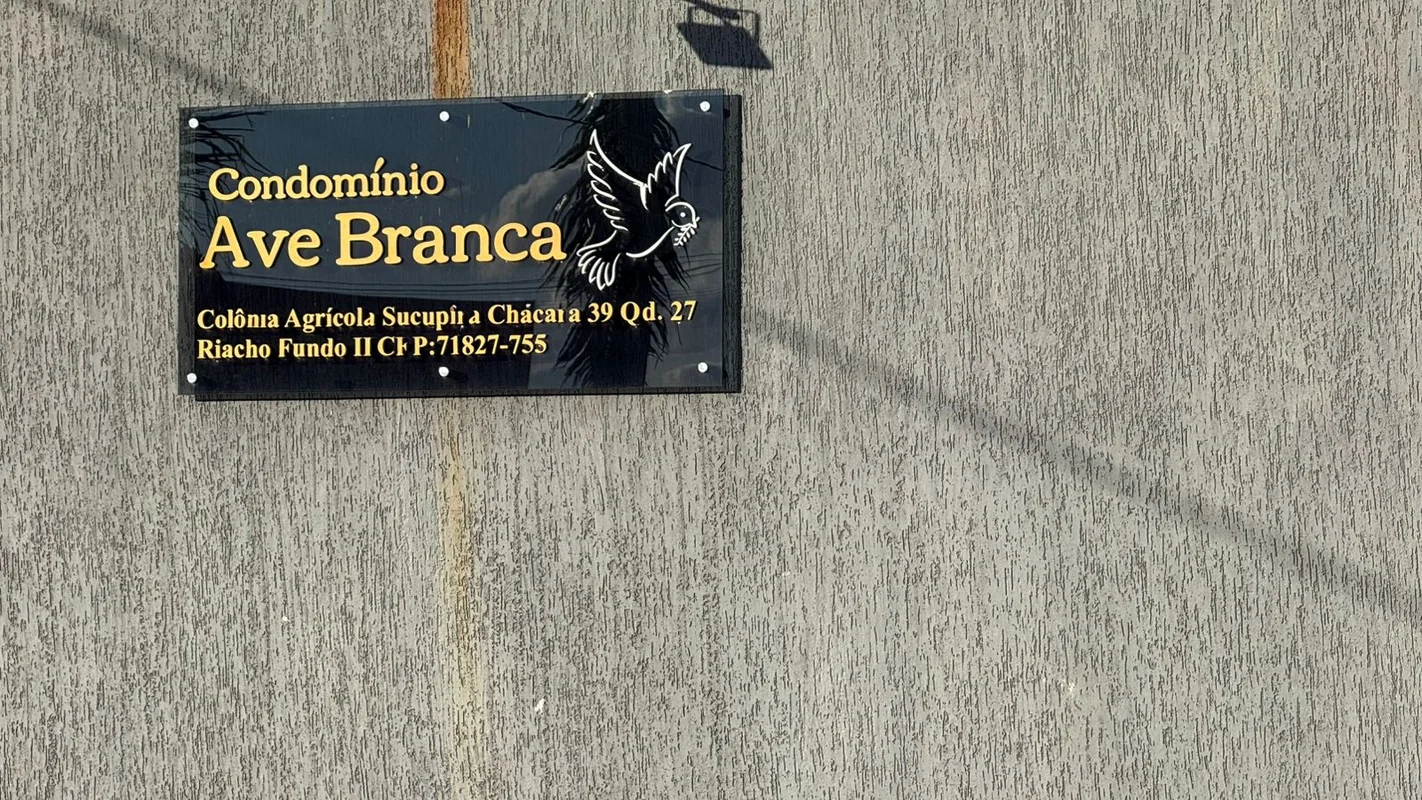 Condomínio
Ave Branca
Colônia Agrícola Sucupira Chácara 39 Qd. 27
Riacho Fundo II CEP:71827-755